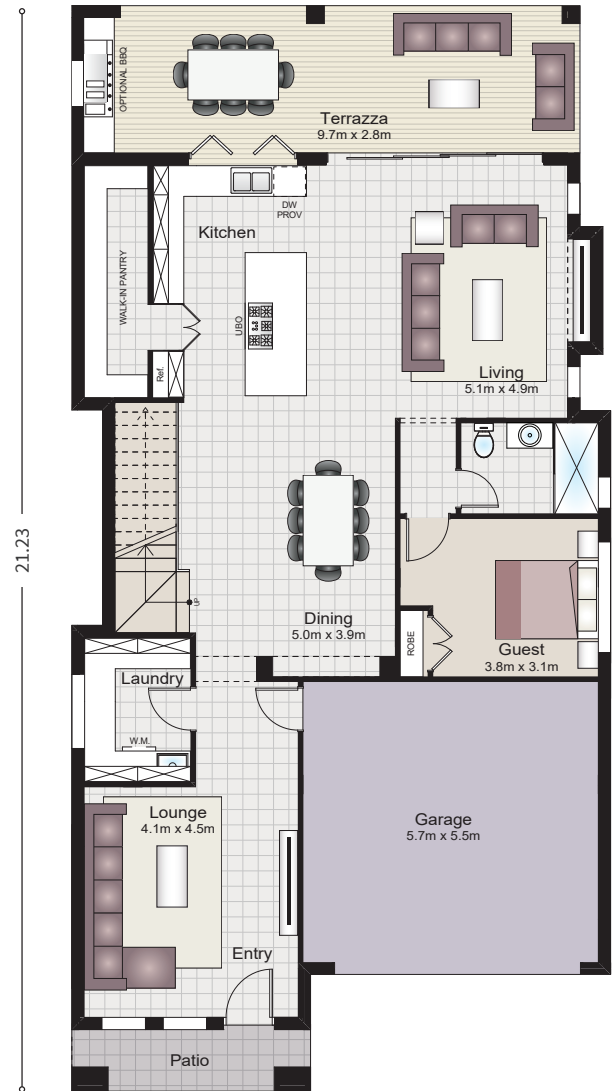 OPTIONAL BBQ
Terrazza
9.7m x 2.8m
DW
PROV
Kitchen
WALK-IN PANTRY
UBO
Ref.
Living
5.1m x 4.9m
21.23
UP
Dining
5.0m x 3.9m
ROBE
Guest
3.8m x 3.1m
Laundry
W.M.
Lounge
4.1m x 4.5m
Garage
5.7m x 5.5m
Entry
Patio